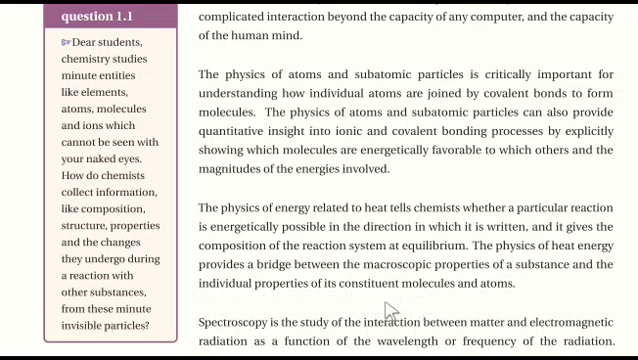 question 1.1
Dear students,
chemistry studies
minute entities
like elements,
atoms, molecules
and ions which
cannot be seen with
your naked eyes.
How do chemists
collect information,
like composition,
structure, properties
and the changes
they undergo during
a reaction with
other substances,
from these minute
invisible particles?
complicated interaction beyond the capacity of any computer, and the capacity
of the human mind.
The physics of atoms and subatomic particles is critically important for
understanding how individual atoms are joined by covalent bonds to form
molecules. The physics of atoms and subatomic particles can also provide
quantitative insight into ionic and covalent bonding processes by explicitly
showing which molecules are energetically favorable to which others and the
magnitudes of the energies involved.
The physics of energy related to heat tells chemists whether a particular reaction
is energetically possible in the direction in which it is written, and it gives the
composition of the reaction system at equilibrium. The physics of heat energy
provides a bridge between the macroscopic properties of a substance and the
individual properties of its constituent molecules and atoms.
Spectroscopy is the study of the interaction between matter and electromagnetic
radiation as a function of the wavelength or frequency of the radiation.